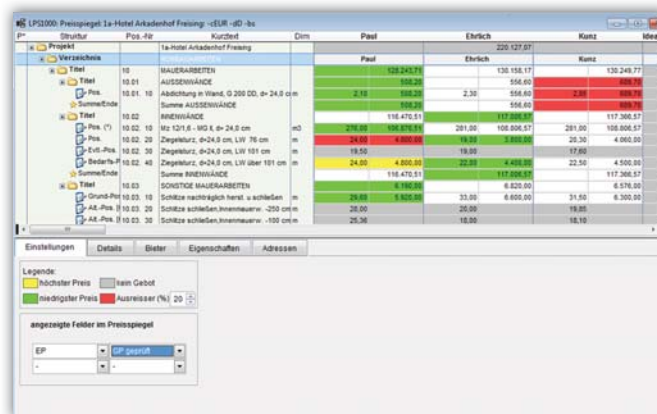 LPS1000: Preisspiegel: 1a-Hotel Arkadenhof Freising: -cEUR -dD -bs
P* Struktur Pos.-Nr Kurztext Dim Paul Ehrlich Kunz
Projekt 1a-Hotel Arkadenhof Freising 220.127,07
Verzeichnis Paul Ehrlich Kunz
Titel 10 MAUERARBEITEN 128.243,71 130.158,17 130.249,77
Titel 10.01 AUSSENWÄNDE 508,20 556,60 689,70
Pos. 10.01. 10 Abdichtung in Wand, G 200 DD, d= 24,0 cm m 2,10 508,20 2,30 556,60 2,85 689,70
Summe/Ende Summe AUSSENWÄNDE 508,20 556,60 689,70
Titel 10.02 INNENWÄNDE 116.470,51 117.006,57 117.366,57
Pos. (*) 10.02. 10 Mz 12/1,6 - MG II, d= 24,0 cm m3 276,00 106.870,51 281,00 108.806,57 281,00 108.806,57
Pos. 10.02. 20 Ziegelsturz, d=24,0 cm, LW 76 cm m 24,00 4.800,00 19,00 3.800,00 20,30 4.060,00
Evtl.-Pos. 10.02. 30 Ziegelsturz, d=24,0 cm, LW 101 cm m 19,50 19,00 17,60
Bedarfs-P 10.02. 40 Ziegelsturz, d=24,0 cm, LW über 101 cm m 24,00 4.800,00 22,00 4.400,00 22,50 4.500,00
Summe/Ende Summe INNENWÄNDE 116.470,51 117.006,57 117.366,57
Titel 10.03 SONSTIGE MAUERARBEITEN 6.160,00 6.820,00 6.576,00
Grund-Pos 10.03. 10 Schlitze nachträglich herst. u.schließen m 29,60 5.920,00 33,00 6.600,00 31,50 6.300,00
Alt.-Pos. 10.03. 20 Schlitze schließen,Innenmauerw. -250 cm m 28,00 20,00 19,85
Alt.-Pos. 10.03. 30 Schlitze schließen,Innenmauerw. -100 cm m 25,36 18,00 18,10
Einstellungen Details Bieter Eigenschaften Adressen
Legende:
höchster Preis kein Gebot
niedrigster Preis Ausreisser (%) 20
angezeigte Felder im Preisspiegel
EP GP geprüft
- -